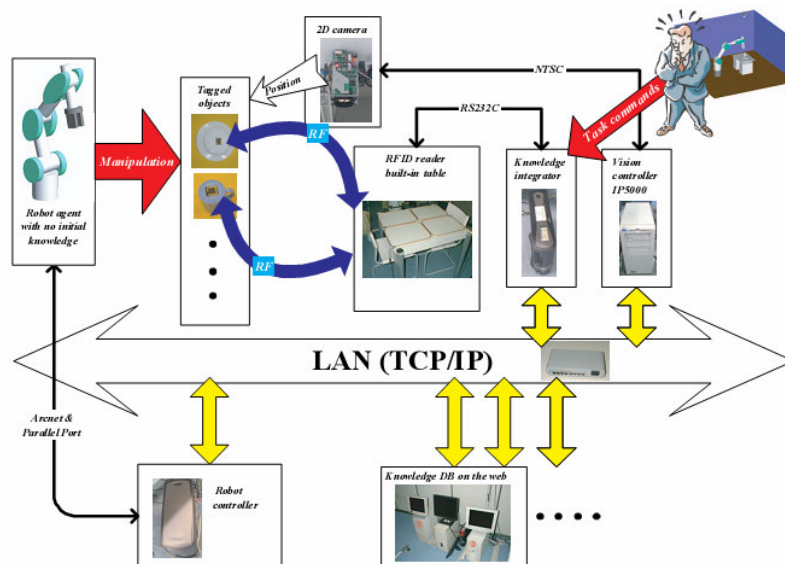 2D camera
NTSC
Tagged
objects
Position
RS232C
Task commands
RF
Manipulation
RFID reader
built-in table
Knowledge
integrator
Vision
controller
IP5000
Robot agent
with no initial
knowledge
RF
LAN (TCP/IP)
Arcnet &
Parallel Port
Robot
controller
Knowledge DB on the web